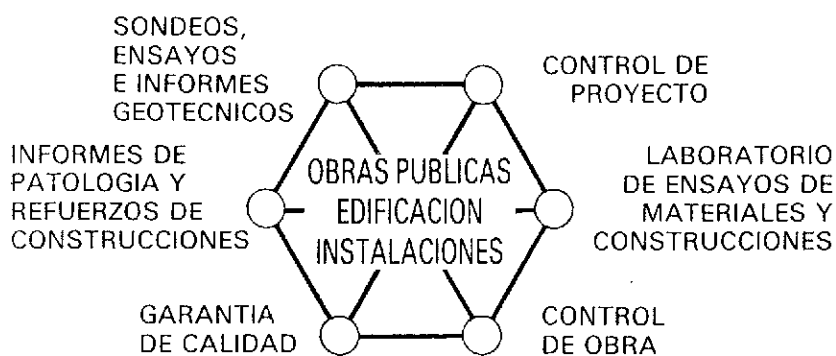 SONDEOS,
ENSAYOS
E INFORMES
GEOTECNICOS
CONTROL DE
PROYECTO
INFORMES DE
PATOLOGIA Y
REFUERZOS DE
CONSTRUCCIONES
OBRAS PUBLICAS
EDIFICACION
INSTALACIONES
LABORATORIO
DE ENSAYOS DE
MATERIALES Y
CONSTRUCCIONES
GARANTIA
DE CALIDAD
CONTROL
DE OBRA